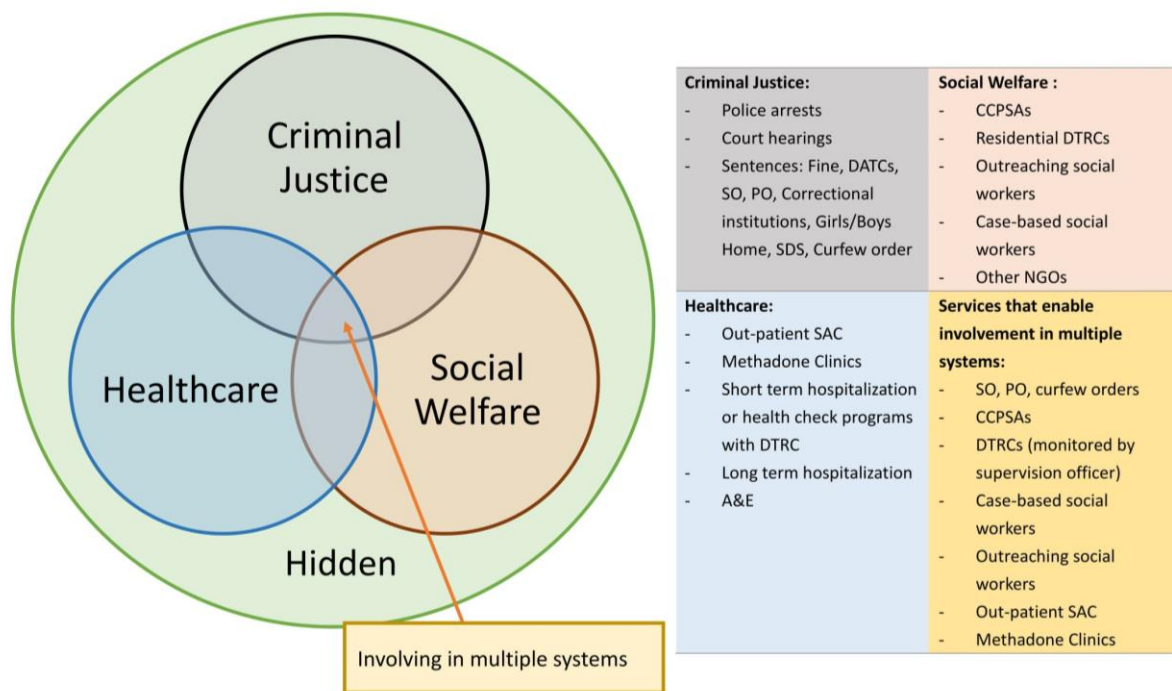 Criminal
Justice
Healthcare
Social
Welfare
Hidden
Involving in multiple systems
Criminal Justice:
- Police arrests
- Court hearings
- Sentences: Fine, DATCs,
SO, PO, Correctional
institutions, Girls/Boys
Home, SDS, Curfew order
Social Welfare :
- CCPSAs
- Residential DTRCs
- Outreaching social
workers
- Case-based social
workers
- Other NGOs
Healthcare:
- Out-patient SAC
- Methadone Clinics
- Short term hospitalization
or health check programs
with DTRC
- Long term hospitalization
- A&E
Services that enable
involvement in multiple
systems:
- SO, PO, curfew orders
- CCPSAs
- DTRCs (monitored by
supervision officer)
- Case-based social
workers
- Outreaching social
workers
- Out-patient SAC
- Methadone Clinics